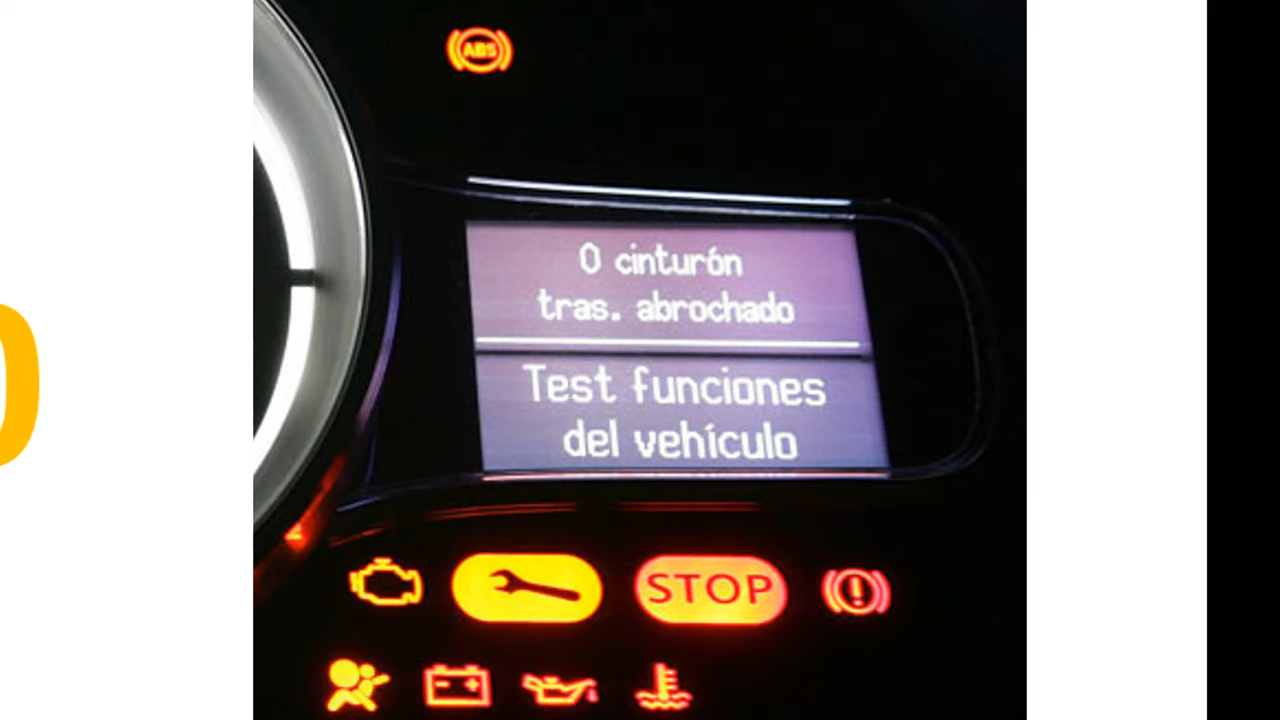 ABS
0 cinturón
tras. abrochado
Test funciones
del vehículo
STOP